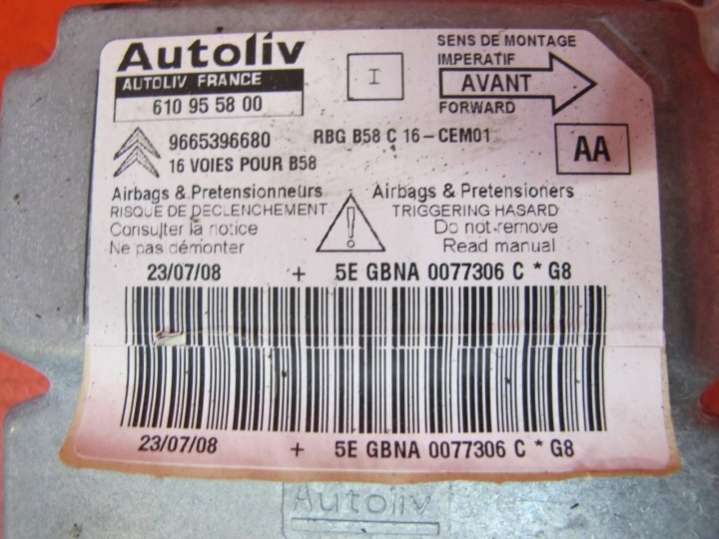 Autoliv
AUTOLIV FRANCE
610 95 58 00
I
SENS DE MONTAGE
IMPERATIF
AVANT
FORWARD
9665396680 RBG B58 C 16-CEM01
16 VOIES POUR B58
AA
Airbags & Pretensionneurs
RISQUE DE DECLENCHEMENT
Consulter la notice
Ne pas démonter
Airbags & Pretensioners
TRIGGERING HASARD
Do not remove
Read manual
23/07/08 + 5E GBNA 0077306 C * G8
23/07/08 + 5E GBNA 0077306 C * G8
Autoliv